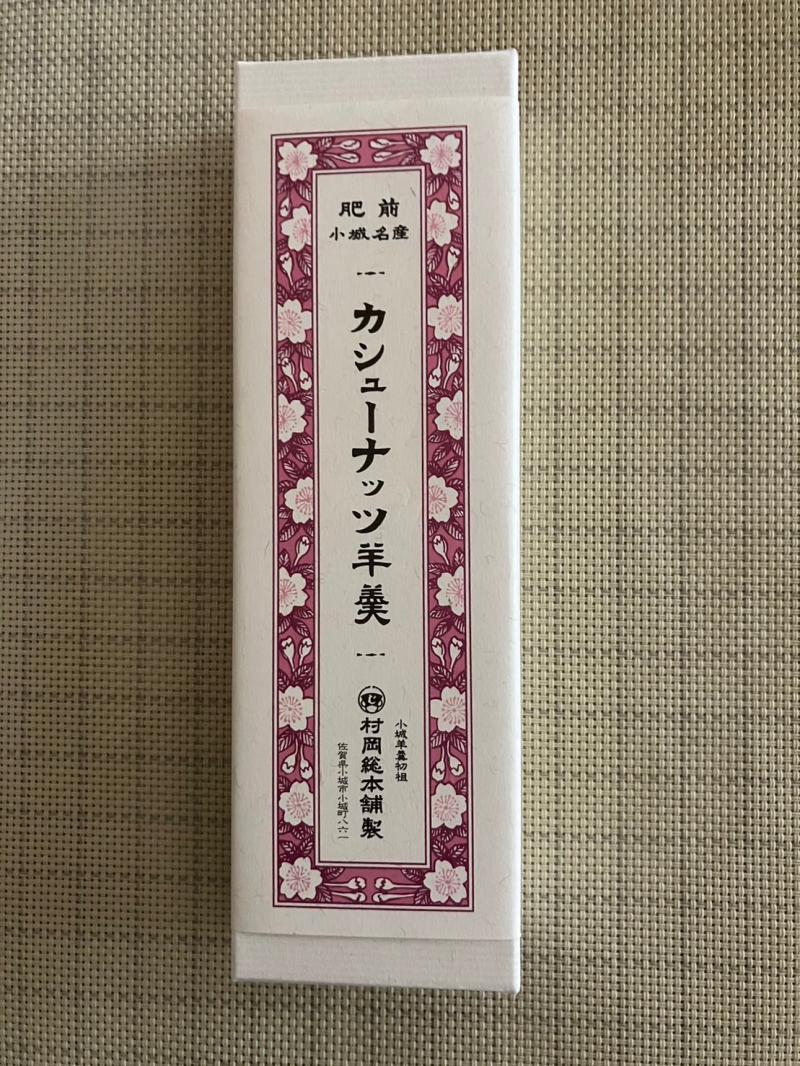 肥前
小城名産
カシューナッツ羊羹
小城羊羹初祖
村岡総本舗製
佐賀県小城市小城町八六一